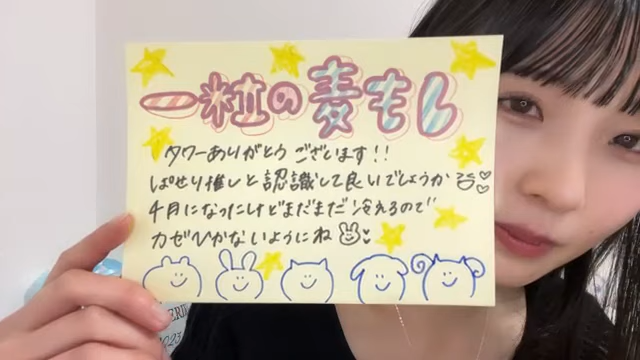 一粒の麦もし
タワーありがとうございます!!
ぱせり推しと認識して良いでしょうか
4月になったけどまだまだ冷えるので
カゼひかないようにね
2023